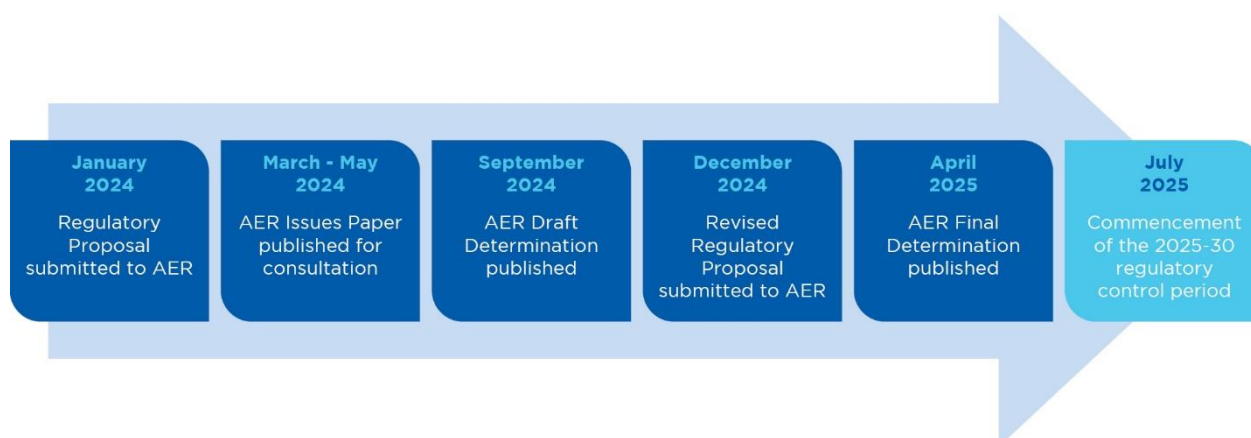 January
2024
Regulatory
Proposal
submitted to AER
March - May
2024
AER Issues Paper
published for
consultation
September
2024
AER Draft
Determination
published
December
2024
Revised
Regulatory
Proposal
submitted to AER
April
2025
AER Final
Determination
published
July
2025
Commencement
of the 2025-30
regulatory
control period